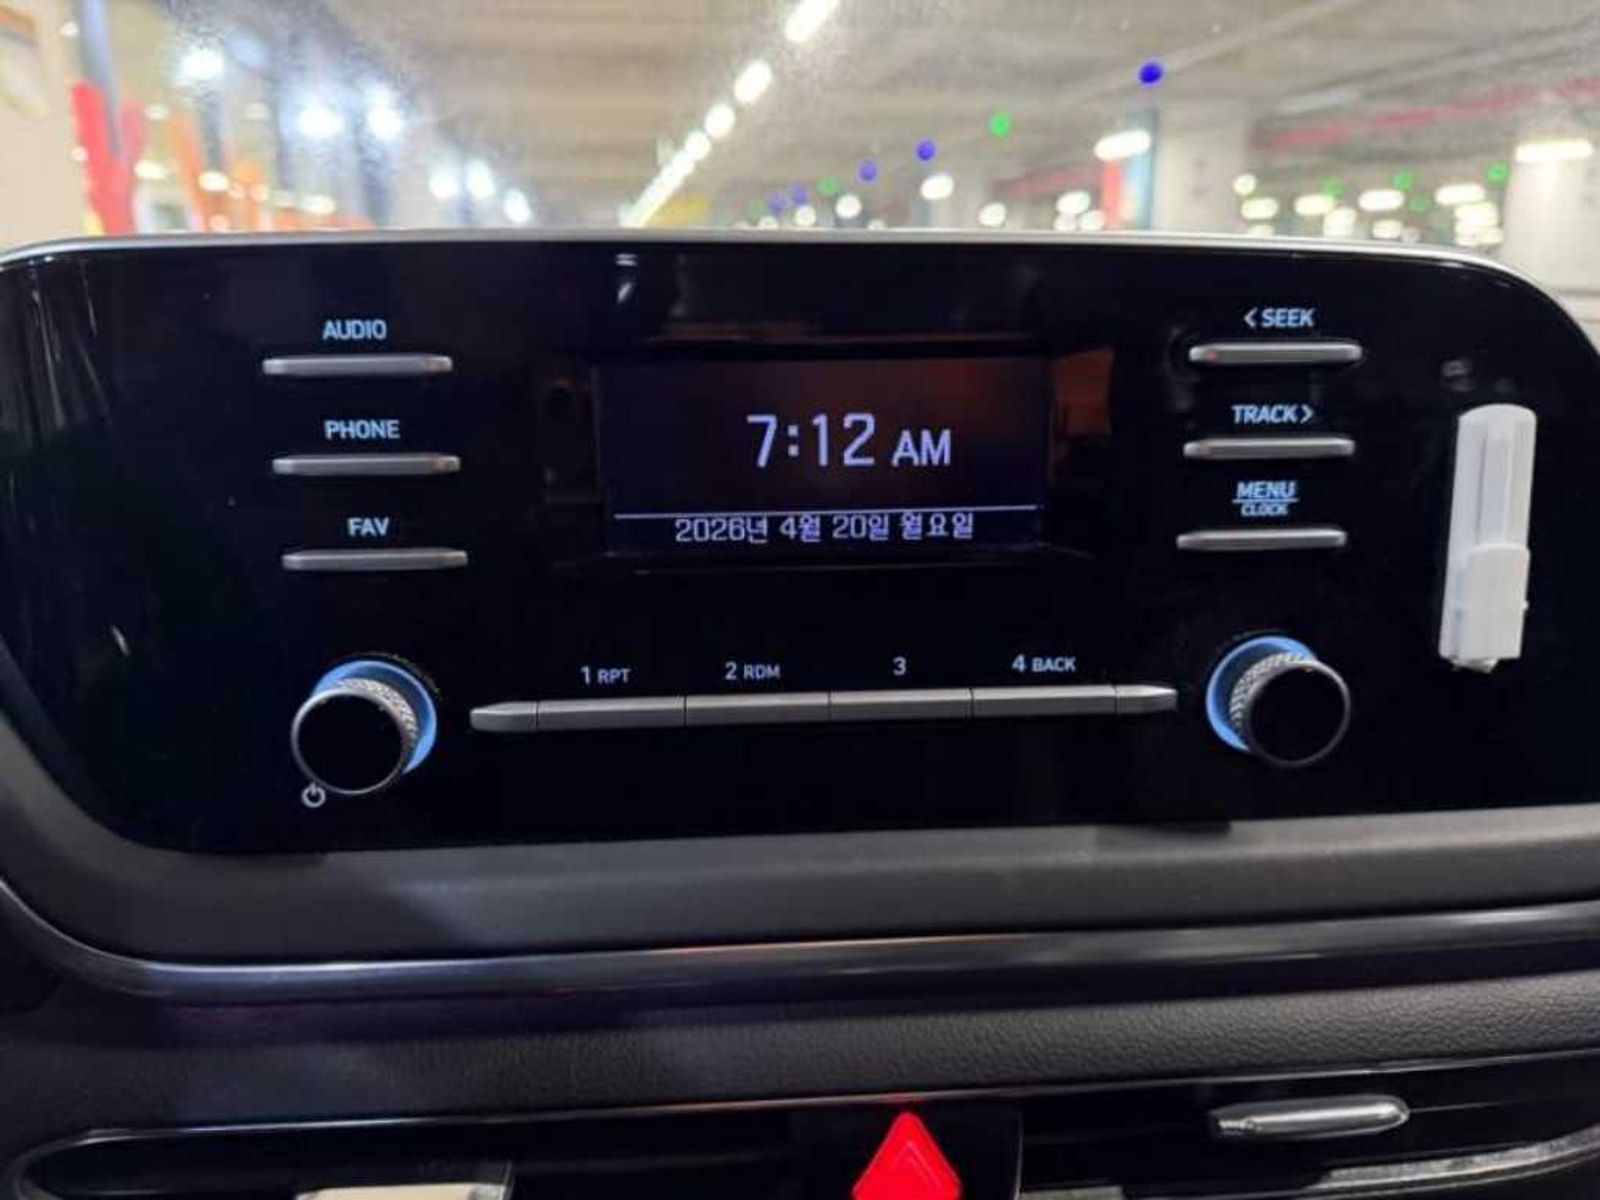 AUDIO
PHONE
FAV
7:12 AM
2026년 4월 20일 월요일
< SEEK
TRACK >
MENU
CLOCK
1 RPT
2 RDM
3
4 BACK